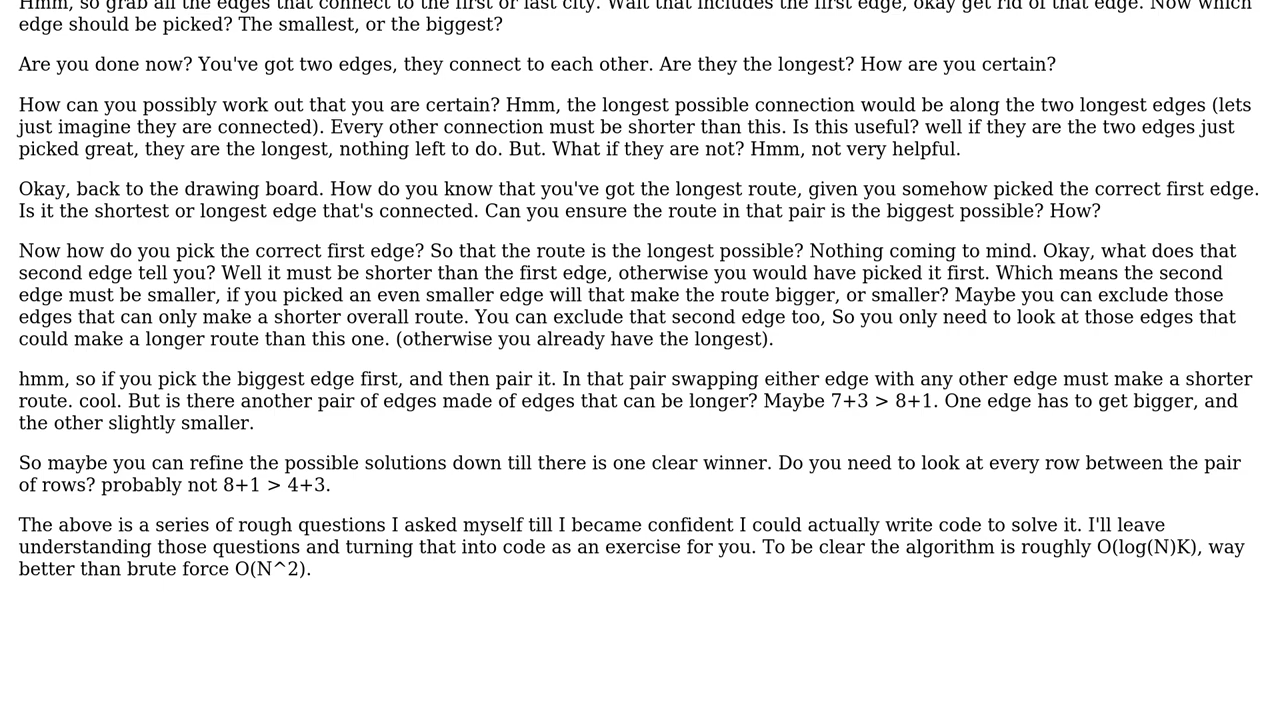 Hmm, so grab all the edges that connect to the first or last city. Wait that includes the first edge, okay get rid of that edge. Now which
edge should be picked? The smallest, or the biggest?
Are you done now? You've got two edges, they connect to each other. Are they the longest? How are you certain?
How can you possibly work out that you are certain? Hmm, the longest possible connection would be along the two longest edges (lets
just imagine they are connected). Every other connection must be shorter than this. Is this useful? well if they are the two edges just
picked great, they are the longest, nothing left to do. But. What if they are not? Hmm, not very helpful.
Okay, back to the drawing board. How do you know that you've got the longest route, given you somehow picked the correct first edge.
Is it the shortest or longest edge that's connected. Can you ensure the route in that pair is the biggest possible? How?
Now how do you pick the correct first edge? So that the route is the longest possible? Nothing coming to mind. Okay, what does that
second edge tell you? Well it must be shorter than the first edge, otherwise you would have picked it first. Which means the second
edge must be smaller, if you picked an even smaller edge will that make the route bigger, or smaller? Maybe you can exclude those
edges that can only make a shorter overall route. You can exclude that second edge too, So you only need to look at those edges that
could make a longer route than this one. (otherwise you already have the longest).
hmm, so if you pick the biggest edge first, and then pair it. In that pair swapping either edge with any other edge must make a shorter
route. cool. But is there another pair of edges made of edges that can be longer? Maybe 7+3 > 8+1. One edge has to get bigger, and
the other slightly smaller.
So maybe you can refine the possible solutions down till there is one clear winner. Do you need to look at every row between the pair
of rows? probably not 8+1 > 4+3.
The above is a series of rough questions I asked myself till I became confident I could actually write code to solve it. I'll leave
understanding those questions and turning that into code as an exercise for you. To be clear the algorithm is roughly O(log(N)K), way
better than brute force O(N^2).